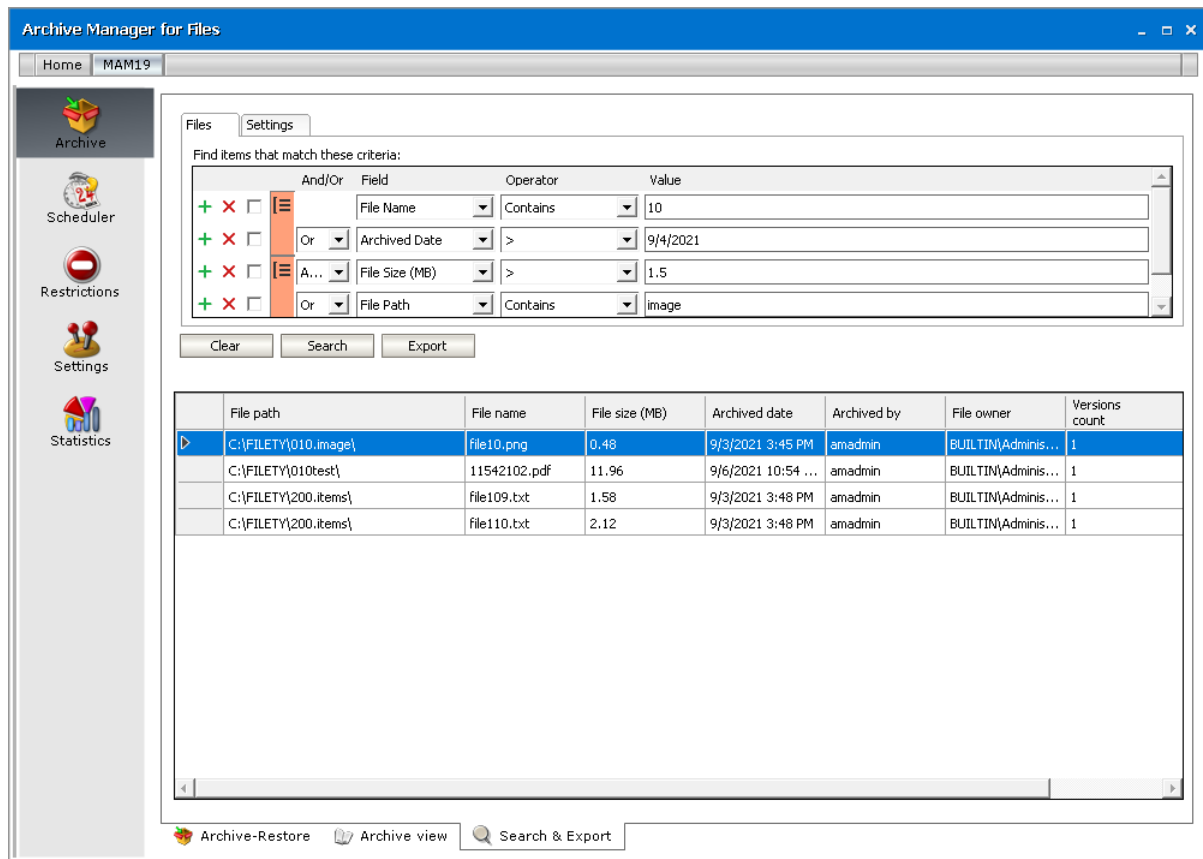 Archive Manager for Files
Home MAM19
Archive
Scheduler
Restrictions
Settings
Statistics
Files Settings
Find items that match these criteria:
And/Or Field Operator Value
File Name Contains 10
Or Archived Date > 9/4/2021
A... File Size (MB) > 1.5
Or File Path Contains image
Clear Search Export
File path File name File size (MB) Archived date Archived by File owner Versions count
C:\FILETY\010.image\ file10.png 0.48 9/3/2021 3:45 PM amadmin BUILTIN\Adminis... 1
C:\FILETY\010test\ 11542102.pdf 11.96 9/6/2021 10:54 ... amadmin BUILTIN\Adminis... 1
C:\FILETY\200.items\ file109.txt 1.58 9/3/2021 3:48 PM amadmin BUILTIN\Adminis... 1
C:\FILETY\200.items\ file110.txt 2.12 9/3/2021 3:48 PM amadmin BUILTIN\Adminis... 1
Archive-Restore Archive view Search & Export